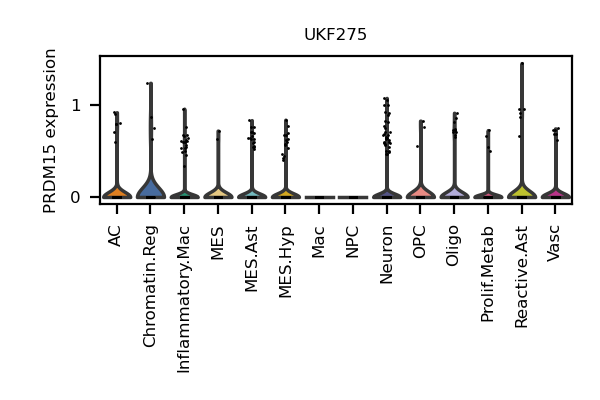 UKF275
PRDM15 expression
1
0
AC
Chromatin.Reg
Inflammatory.Mac
MES
MES.Ast
MES.Hyp
Mac
NPC
Neuron
OPC
Oligo
Prolif.Metab
Reactive.Ast
Vasc